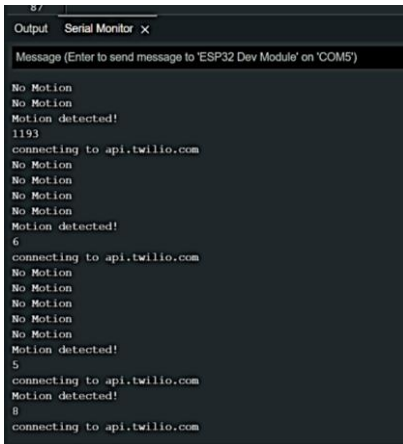 87
Output Serial Monitor ×
Message (Enter to send message to 'ESP32 Dev Module' on 'COM5')
No Motion
No Motion
Motion detected!
1193
connecting to api.twilio.com
No Motion
No Motion
No Motion
No Motion
Motion detected!
6
connecting to api.twilio.com
No Motion
No Motion
No Motion
No Motion
No Motion
Motion detected!
5
connecting to api.twilio.com
Motion detected!
8
connecting to api.twilio.com